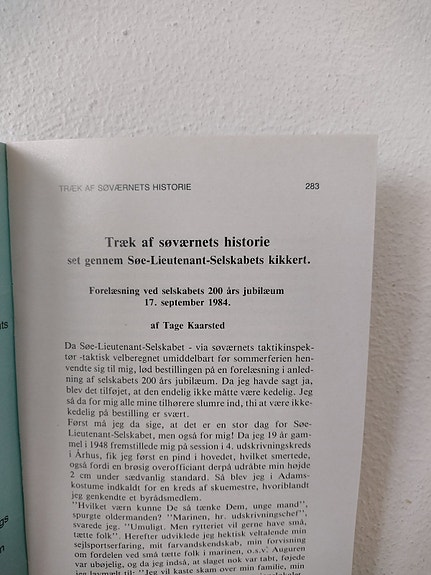 TRÆK AF SØVÆRNETS HISTORIE 283
Træk af søværnets historie
set gennem Søe-Lieutenant-Selskabets kikkert.
Forelæsning ved selskabets 200 års jubilæum
17. september 1984.
af Tage Kaarsted
Da Søe-Lieutenant-Selskabet - via søværnets taktikinspek-
tør -taktisk velberegnet umiddelbart før sommerferien hen-
vendte sig til mig, lød bestillingen på en forelæsning i anled-
ning af selskabets 200 års jubilæum. Da jeg havde sagt ja,
blev det tilføjet, at den endelig ikke måtte være kedelig. Jeg
så da for mig alle mine tilhørere slumre ind, thi at være ikke-
kedelig på bestilling er svært.
Først må jeg da sige, at det er en stor dag for Søe-
Lieutenant-Selskabet, men også for mig! Da jeg 19 år gam-
mel i 1948 fremstillede mig på session i 4. udskrivningskreds
i Århus, fik jeg først en pind i hovedet, hvilket smertede,
også fordi en brøsig overofficiant derpå udråbte min højde
2 cm under sædvanlig standard. Så blev jeg i Adams-
kostume indkaldt for en kreds af skuemestre, hvoriblandt
jeg genkendte et byrådsmedlem.
"Hvilket værn kunne De så tænke Dem, unge mand",
spurgte oldermanden? "Marinen, hr. udskrivningschef",
svarede jeg. "Umuligt. Men rytteriet vil gerne have små,
tætte folk". Herefter udviklede jeg hektisk veltalende min
sejlsportserfaring, mit farvandskendskab, min forvisning
om fordelen ved små tætte folk i marinen, o.s.v. Auguren
var ubøjelig, og da jeg indså, at slaget nok var tabt, føjede
jeg lavmælt til: "Jeg vil kaste skam over min familie, min